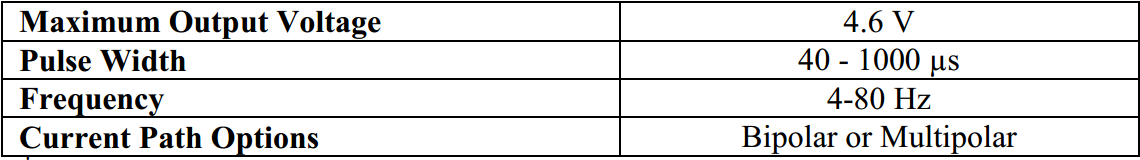 Maximum Output Voltage 4.6 V
Pulse Width 40 - 1000 µs
Frequency 4-80 Hz
Current Path Options Bipolar or Multipolar